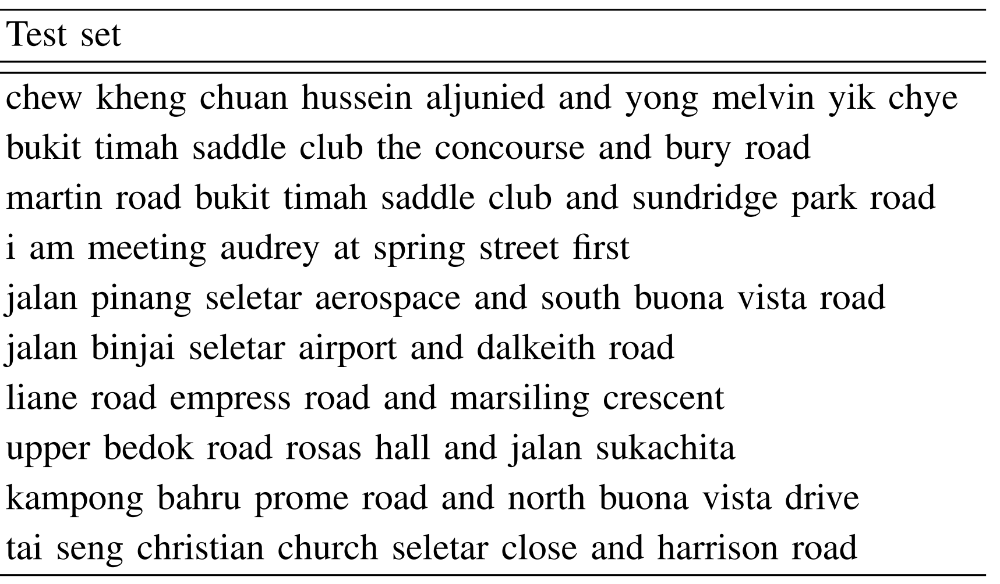 Test set
chew kheng chuan hussein aljunied and yong melvin yik chye
bukit timah saddle club the concourse and bury road
martin road bukit timah saddle club and sundridge park road
i am meeting audrey at spring street first
jalan pinang seletar aerospace and south buona vista road
jalan binjai seletar airport and dalkeith road
liane road empress road and marsiling crescent
upper bedok road rosas hall and jalan sukachita
kampong bahru prome road and north buona vista drive
tai seng christian church seletar close and harrison road